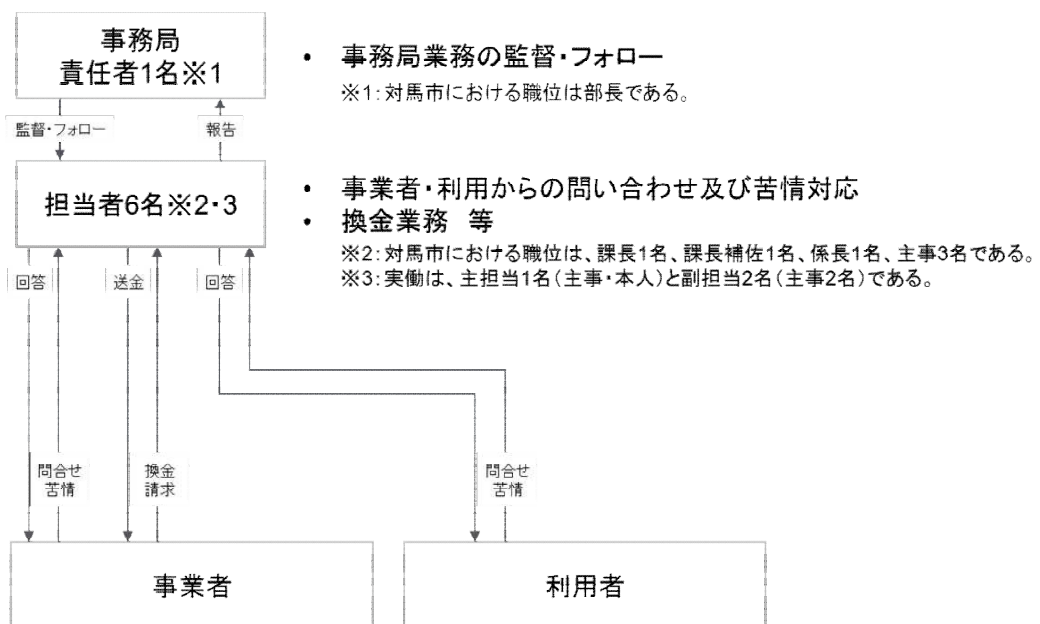 事務局
責任者1名※1
• 事務局業務の監督・フォロー
※1：対馬市における職位は部長である。
監督・フォロー
報告
担当者6名※2・3
• 事業者・利用からの問い合わせ及び苦情対応
• 換金業務　等
※2：対馬市における職位は、課長1名、課長補佐1名、係長1名、主事3名である。
※3：実働は、主担当1名（主事・本人）と副担当2名（主事2名）である。
回答
送金
回答
問合せ
苦情
換金
請求
問合せ
苦情
事業者
利用者